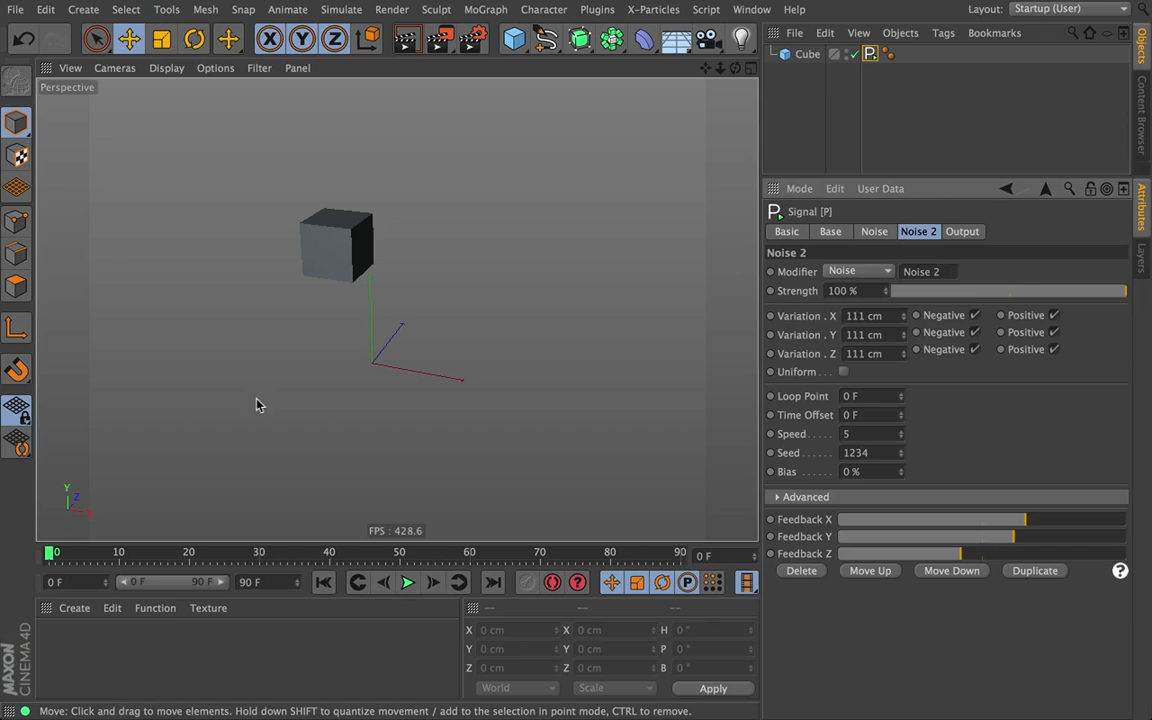 File Edit Create Select Tools Mesh Snap Animate Simulate Render Sculpt MoGraph Character Plugins X-Particles Script Window Help Layout: Startup (User)
View Cameras Display Options Filter Panel
File Edit View Objects Tags Bookmarks
Perspective
Cube
Objects
Content Browser
Mode Edit User Data
Attributes
Layers
Signal [P]
Basic Base Noise Noise 2 Output
Noise 2
Modifier Noise Noise 2
Strength 100 %
Variation . X 111 cm Negative Positive
Variation . Y 111 cm Negative Positive
Variation . Z 111 cm Negative Positive
Uniform . . .
Loop Point 0 F
Time Offset 0 F
Speed . . . . . 5
Seed . . . . . . 1234
Bias . . . . . . 0 %
Advanced
Feedback X
Feedback Y
Feedback Z
Delete Move Up Move Down Duplicate ?
Y
Z
X
FPS : 428.6
0 10 20 30 40 50 60 70 80 90 0 F
0 F 0 F 90 F 90 F
Create Edit Function Texture
-- -- --
X 0 cm X 0 cm H 0 °
Y 0 cm Y 0 cm P 0 °
Z 0 cm Z 0 cm B 0 °
World Scale Apply
MAXON
CINEMA 4D
Move: Click and drag to move elements. Hold down SHIFT to quantize movement / add to the selection in point mode, CTRL to remove.